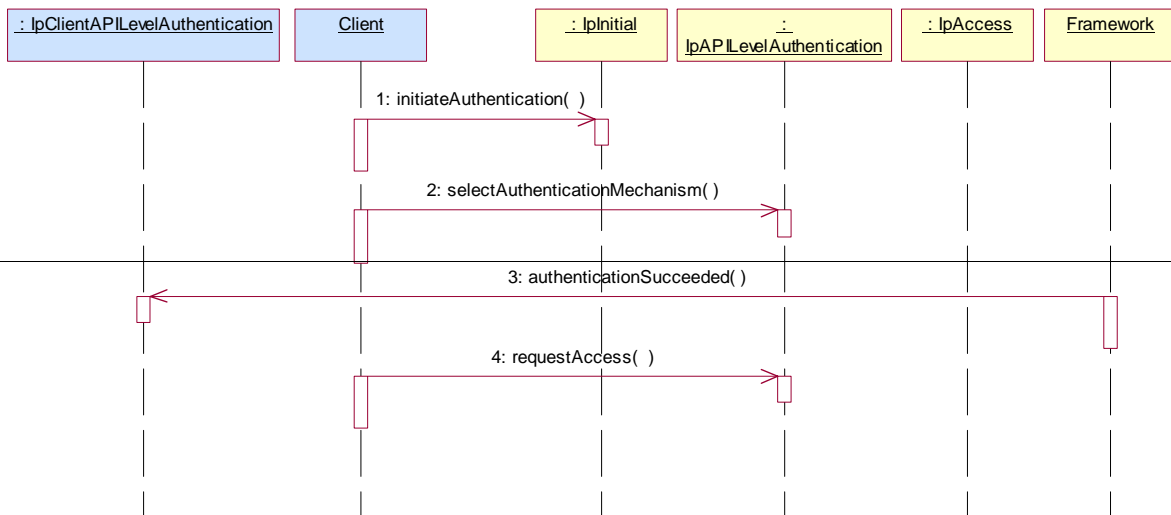 : IpClientAPILevelAuthentication
Client
: IpInitial
:
IpAPILevelAuthentication
: IpAccess
Framework
1: initiateAuthentication( )
2: selectAuthenticationMechanism( )
3: authenticationSucceeded( )
4: requestAccess( )